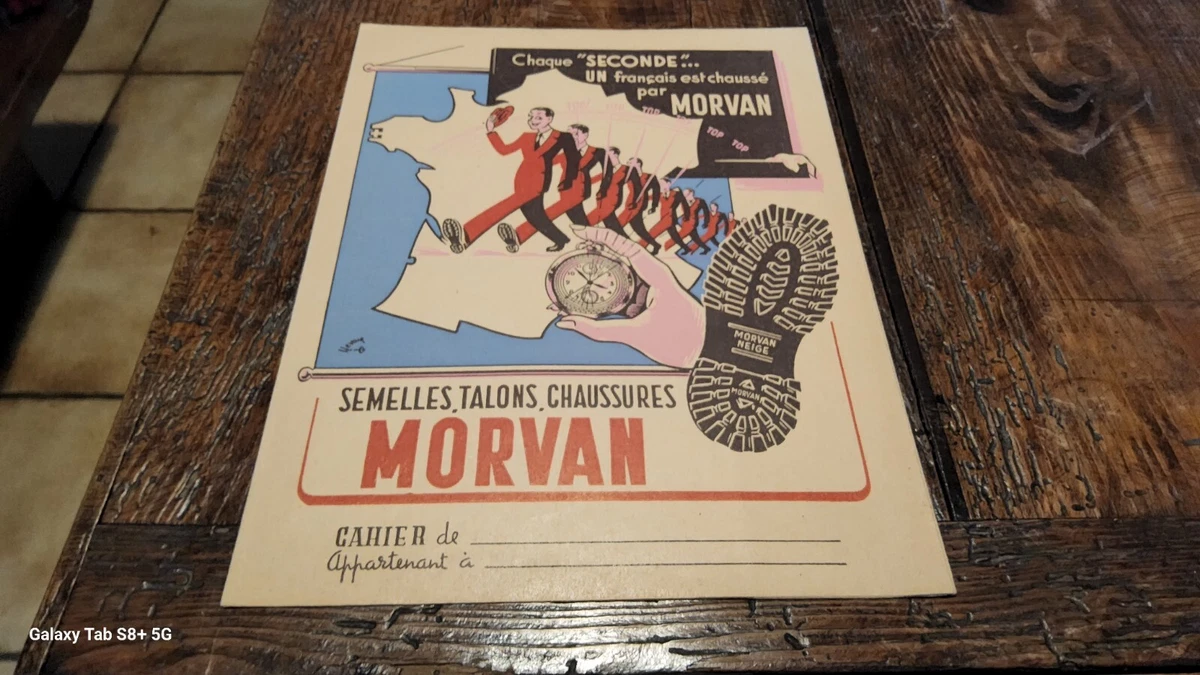 Chaque "SECONDE"...
UN français est chaussé
par
MORVAN
TOP
TOP
TOP
MORVAN
NEIGE
MORVAN
SEMELLES, TALONS, CHAUSSURES
MORVAN
CAHIER de
Appartenant à
Galaxy Tab S8+ 5G